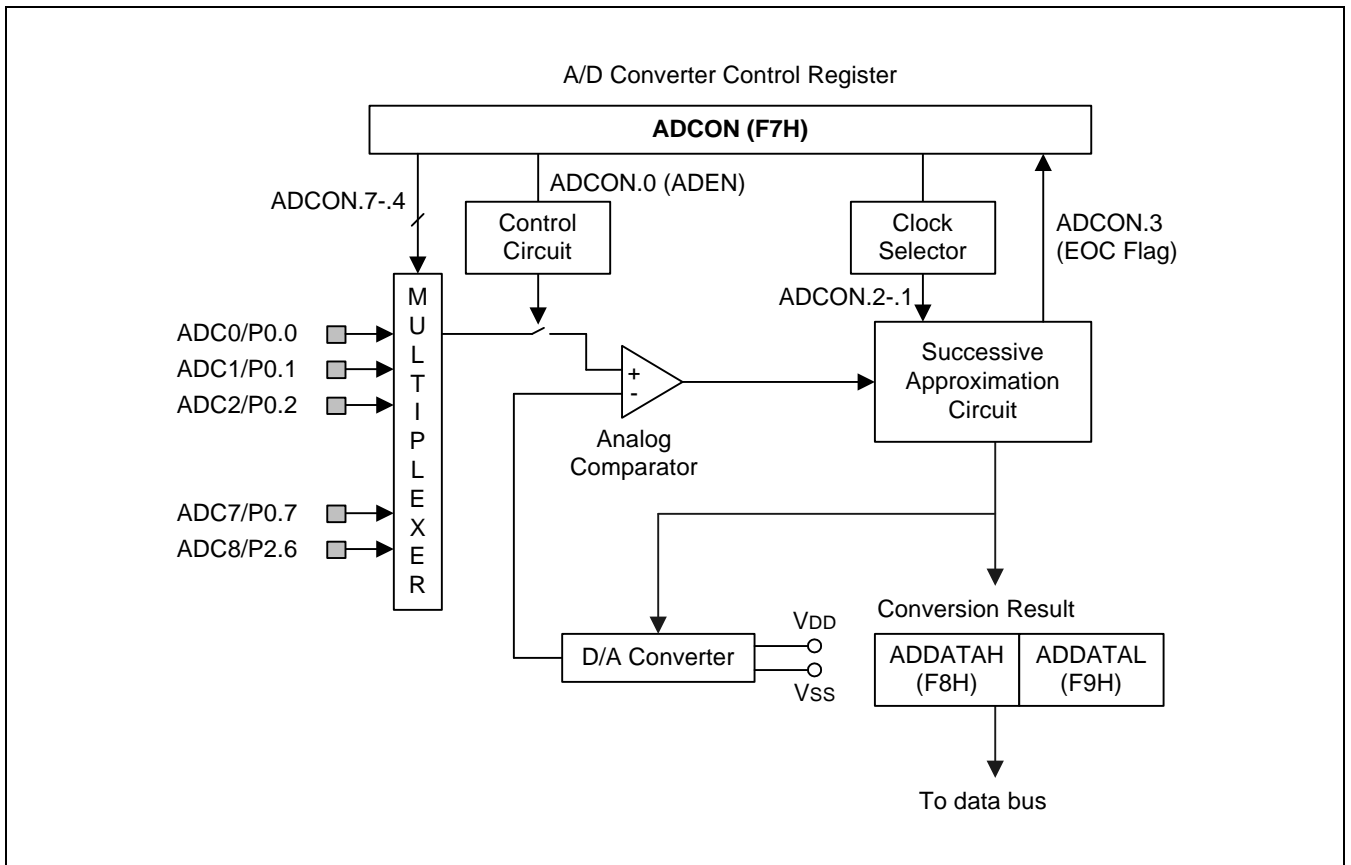 A/D Converter Control Register
ADCON (F7H)
ADCON.7-.4
ADCON.0 (ADEN)
Control
Circuit
Clock
Selector
ADCON.3
(EOC Flag)
ADCON.2-.1
MULTIPLEXER
ADC0/P0.0
ADC1/P0.1
ADC2/P0.2
ADC7/P0.7
ADC8/P2.6
+
-
Analog
Comparator
Successive
Approximation
Circuit
D/A Converter
VDD
VSS
Conversion Result
ADDATAH
(F8H)
ADDATAL
(F9H)
To data bus